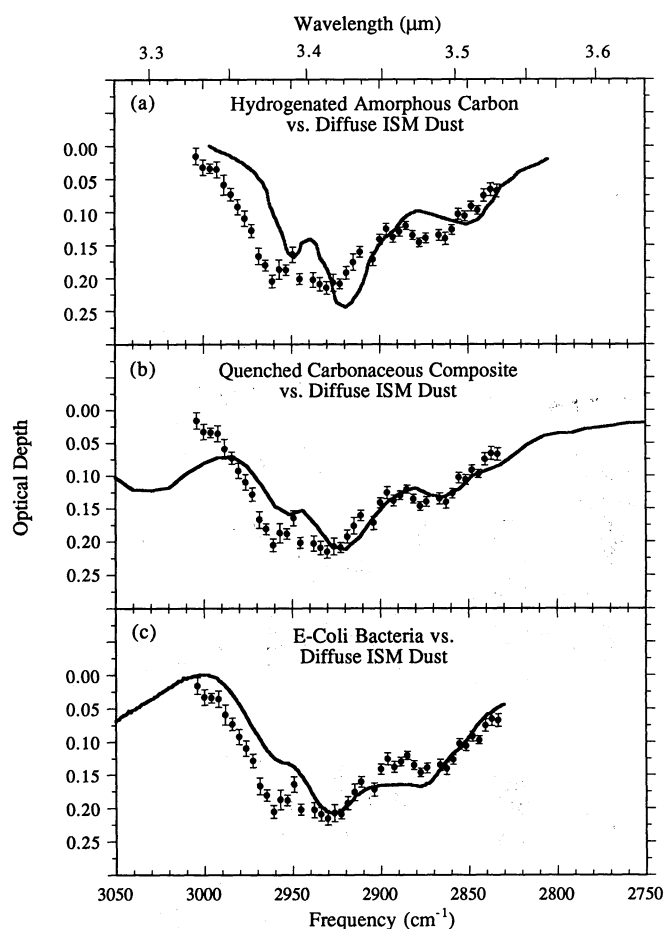 Wavelength (μm)
3.3 3.4 3.5 3.6
(a)
Hydrogenated Amorphous Carbon
vs. Diffuse ISM Dust
0.00
0.05
0.10
0.15
0.20
0.25
(b)
Quenched Carbonaceous Composite
vs. Diffuse ISM Dust
Optical Depth
0.00
0.05
0.10
0.15
0.20
0.25
(c)
E-Coli Bacteria vs.
Diffuse ISM Dust
0.00
0.05
0.10
0.15
0.20
0.25
3050 3000 2950 2900 2850 2800 2750
Frequency (cm⁻¹)